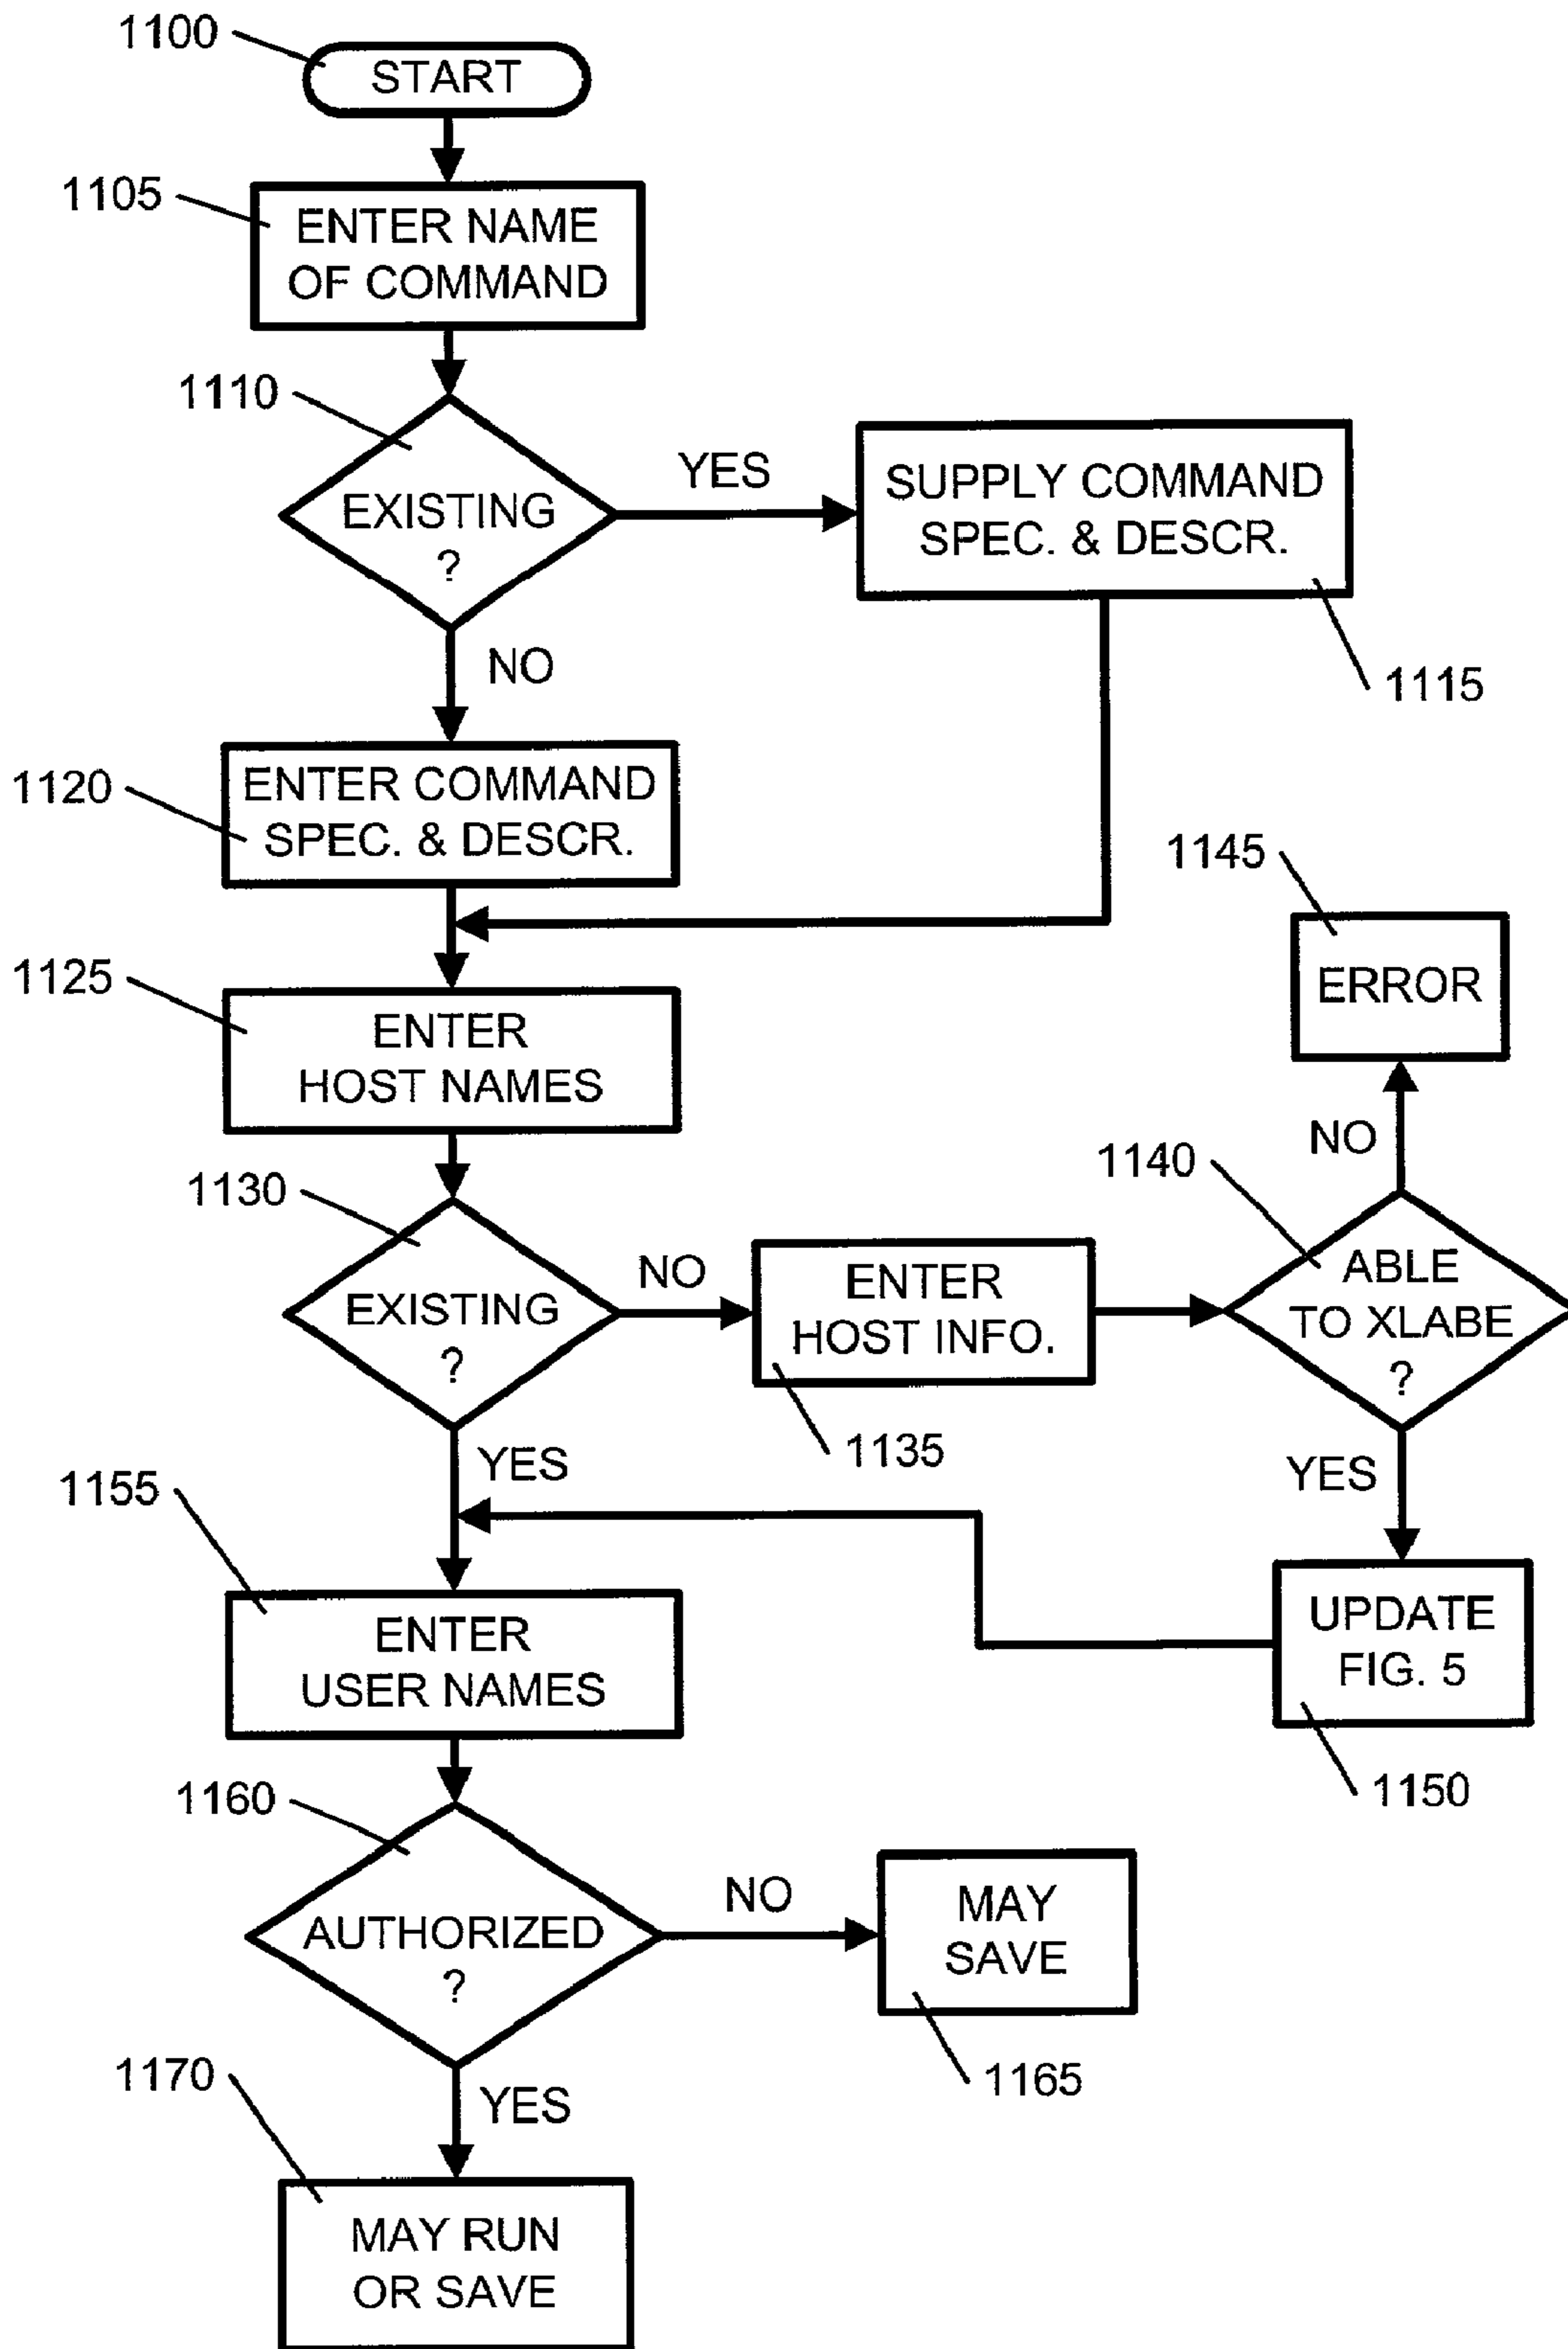 1100
START
1105
ENTER NAME
OF COMMAND
1110
EXISTING
?
YES
SUPPLY COMMAND
SPEC. & DESCR.
1115
NO
1120
ENTER COMMAND
SPEC. & DESCR.
1125
ENTER
HOST NAMES
1130
EXISTING
?
NO
ENTER
HOST INFO.
1135
1140
ABLE
TO XLABE
?
NO
1145
ERROR
YES
UPDATE
FIG. 5
1150
YES
1155
ENTER
USER NAMES
1160
AUTHORIZED
?
NO
MAY
SAVE
1165
YES
1170
MAY RUN
OR SAVE